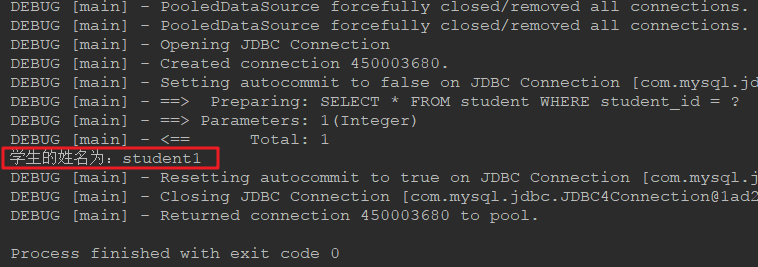 DEBUG [main] - PooledDataSource forcefully closed/removed all connections.
DEBUG [main] - PooledDataSource forcefully closed/removed all connections.
DEBUG [main] - Opening JDBC Connection
DEBUG [main] - Created connection 450003680.
DEBUG [main] - Setting autocommit to false on JDBC Connection [com.mysql.jd
DEBUG [main] - ==>  Preparing: SELECT * FROM student WHERE student_id = ?
DEBUG [main] - ==> Parameters: 1(Integer)
DEBUG [main] - <==      Total: 1
学生的姓名为：student1
DEBUG [main] - Resetting autocommit to true on JDBC Connection [com.mysql.j
DEBUG [main] - Closing JDBC Connection [com.mysql.jdbc.JDBC4Connection@1ad2
DEBUG [main] - Returned connection 450003680 to pool.
Process finished with exit code 0